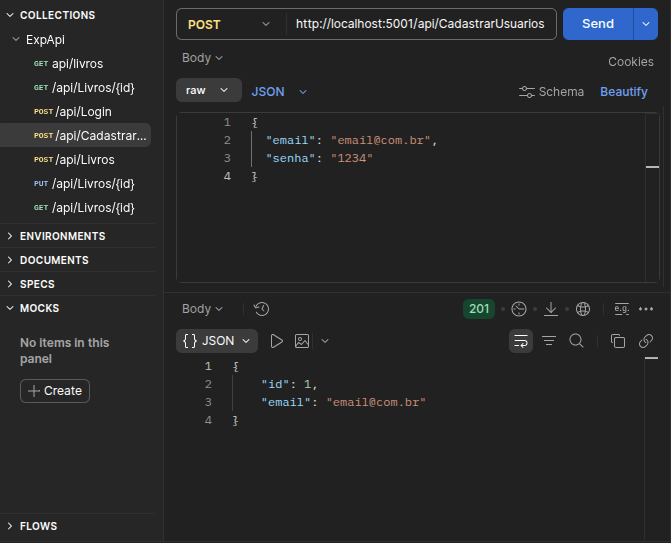 COLLECTIONS
ExpApi
GET api/livros
GET /api/Livros/{id}
POST /api/Login
POST /api/Cadastrar...
POST /api/Livros
PUT /api/Livros/{id}
GET /api/Livros/{id}
ENVIRONMENTS
DOCUMENTS
SPECS
MOCKS
No items in this
panel
Create
FLOWS
POST http://localhost:5001/api/CadastrarUsuarios Send
Body Cookies
raw JSON Schema Beautify
1 {
2 "email": "email@com.br",
3 "senha": "1234"
4 }
Body 201 e.g.
{} JSON
1 {
2 "id": 1,
3 "email": "email@com.br"
4 }